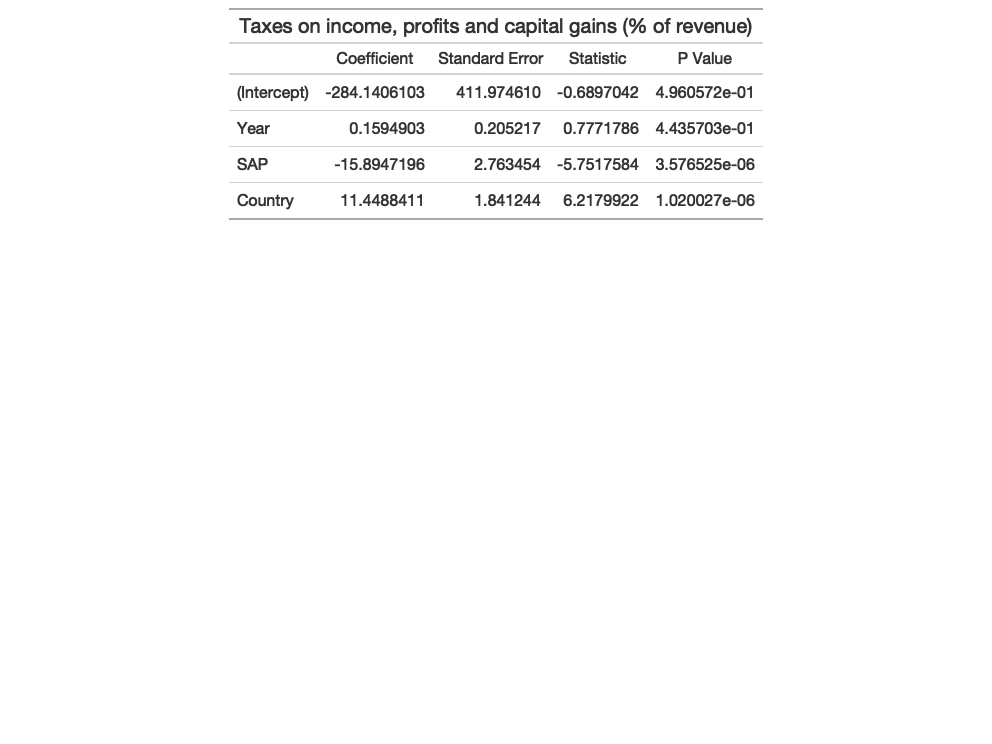 Taxes on income, profits and capital gains (% of revenue)
Coefficient Standard Error Statistic P Value
(Intercept) -284.1406103 411.974610 -0.6897042 4.960572e-01
Year 0.1594903 0.205217 0.7771786 4.435703e-01
SAP -15.8947196 2.763454 -5.7517584 3.576525e-06
Country 11.4488411 1.841244 6.2179922 1.020027e-06